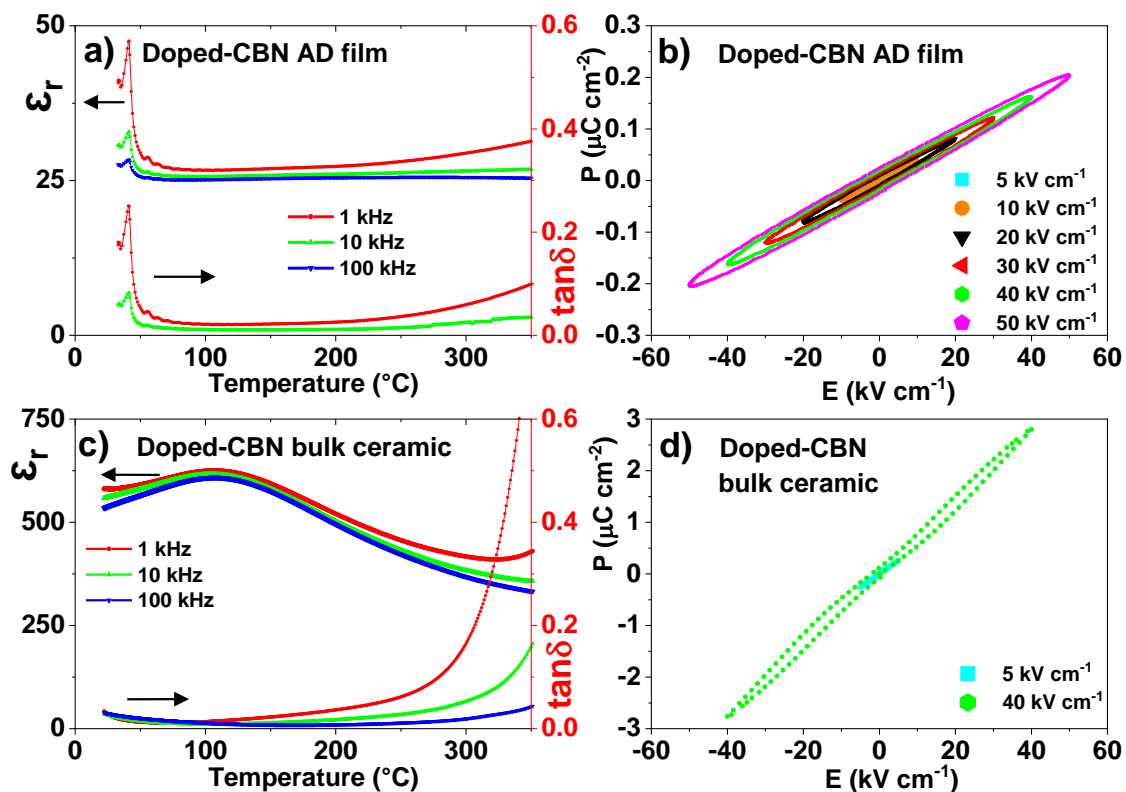 a) Doped-CBN AD film
εr
50
25
0
0.6
0.4
0.2
0.0
tanδ
1 kHz
10 kHz
100 kHz
0 100 200 300
Temperature (°C)
b) Doped-CBN AD film
P (μC cm-2)
0.3
0.2
0.1
0.0
-0.1
-0.2
-0.3
5 kV cm-1
10 kV cm-1
20 kV cm-1
30 kV cm-1
40 kV cm-1
50 kV cm-1
-60 -40 -20 0 20 40 60
E (kV cm-1)
c) Doped-CBN bulk ceramic
εr
750
500
250
0
0.6
0.4
0.2
0.0
tanδ
1 kHz
10 kHz
100 kHz
0 100 200 300
Temperature (°C)
d) Doped-CBN
bulk ceramic
P (μC cm-2)
3
2
1
0
-1
-2
-3
5 kV cm-1
40 kV cm-1
-60 -40 -20 0 20 40 60
E (kV cm-1)